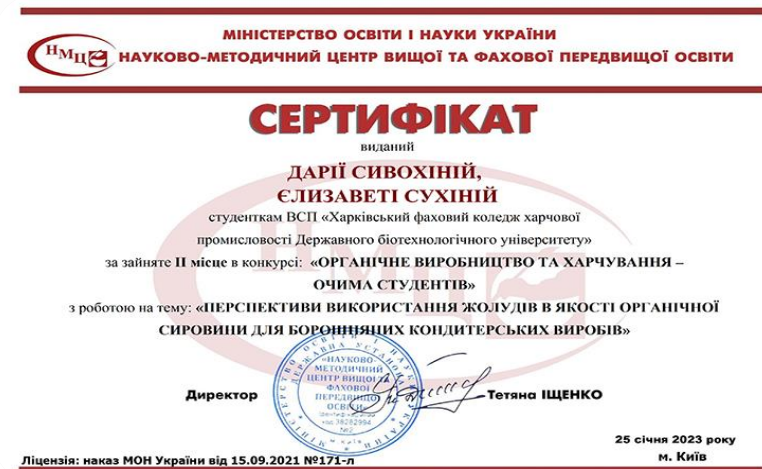 МІНІСТЕРСТВО ОСВІТИ І НАУКИ УКРАЇНИ
НМЦ НАУКОВО-МЕТОДИЧНИЙ ЦЕНТР ВИЩОЇ ТА ФАХОВОЇ ПЕРЕДВИЩОЇ ОСВІТИ
СЕРТИФІКАТ
виданий
ДАРІЇ СИВОХІНІЙ,
ЄЛИЗАВЕТІ СУХІНІЙ
студенткам ВСП «Харківський фаховий коледж харчової
промисловості Державного біотехнологічного університету»
за зайняте ІІ місце в конкурсі: «ОРГАНІЧНЕ ВИРОБНИЦТВО ТА ХАРЧУВАННЯ –
ОЧИМА СТУДЕНТІВ»
з роботою на тему: «ПЕРСПЕКТИВИ ВИКОРИСТАННЯ ЖОЛУДІВ В ЯКОСТІ ОРГАНІЧНОЇ
СИРОВИНИ ДЛЯ БОРОШНЯНИХ КОНДИТЕРСЬКИХ ВИРОБІВ»
НМЦ
«НАУКОВО-
МЕТОДИЧНИЙ
ЦЕНТР ВИЩОЇ ТА
ФАХОВОЇ
ПЕРЕДВИЩОЇ
ОСВІТИ»
Директор
Тетяна ІЩЕНКО
25 січня 2023 року
м. Київ
Ліцензія: наказ МОН України від 15.09.2021 №171-л